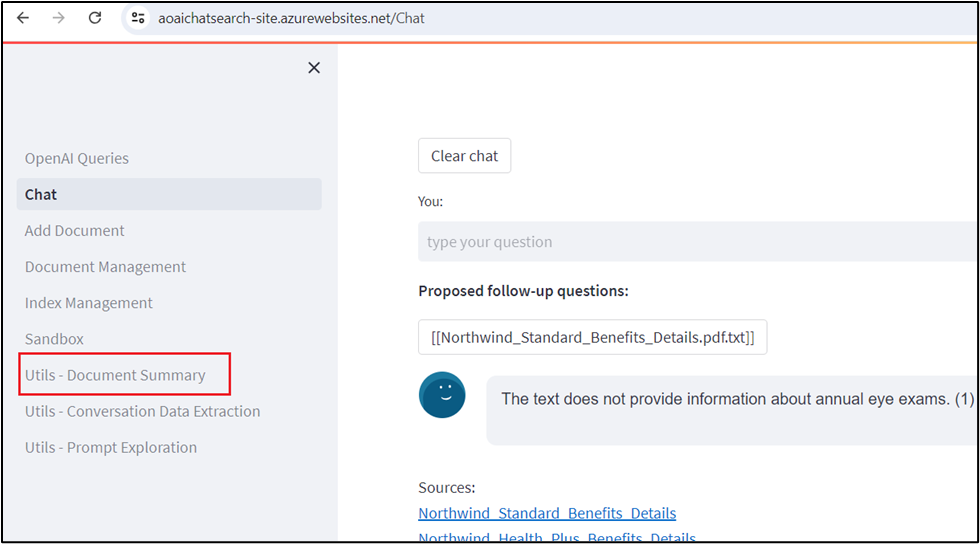 aoaichatsearch-site.azurewebsites.net/Chat
OpenAI Queries
Chat
Add Document
Document Management
Index Management
Sandbox
Utils - Document Summary
Utils - Conversation Data Extraction
Utils - Prompt Exploration
Clear chat
You:
type your question
Proposed follow-up questions:
[[Northwind_Standard_Benefits_Details.pdf.txt]]
The text does not provide information about annual eye exams. (1)
Sources:
Northwind_Standard_Benefits_Details
Northwind_Health_Plus_Benefits_Details